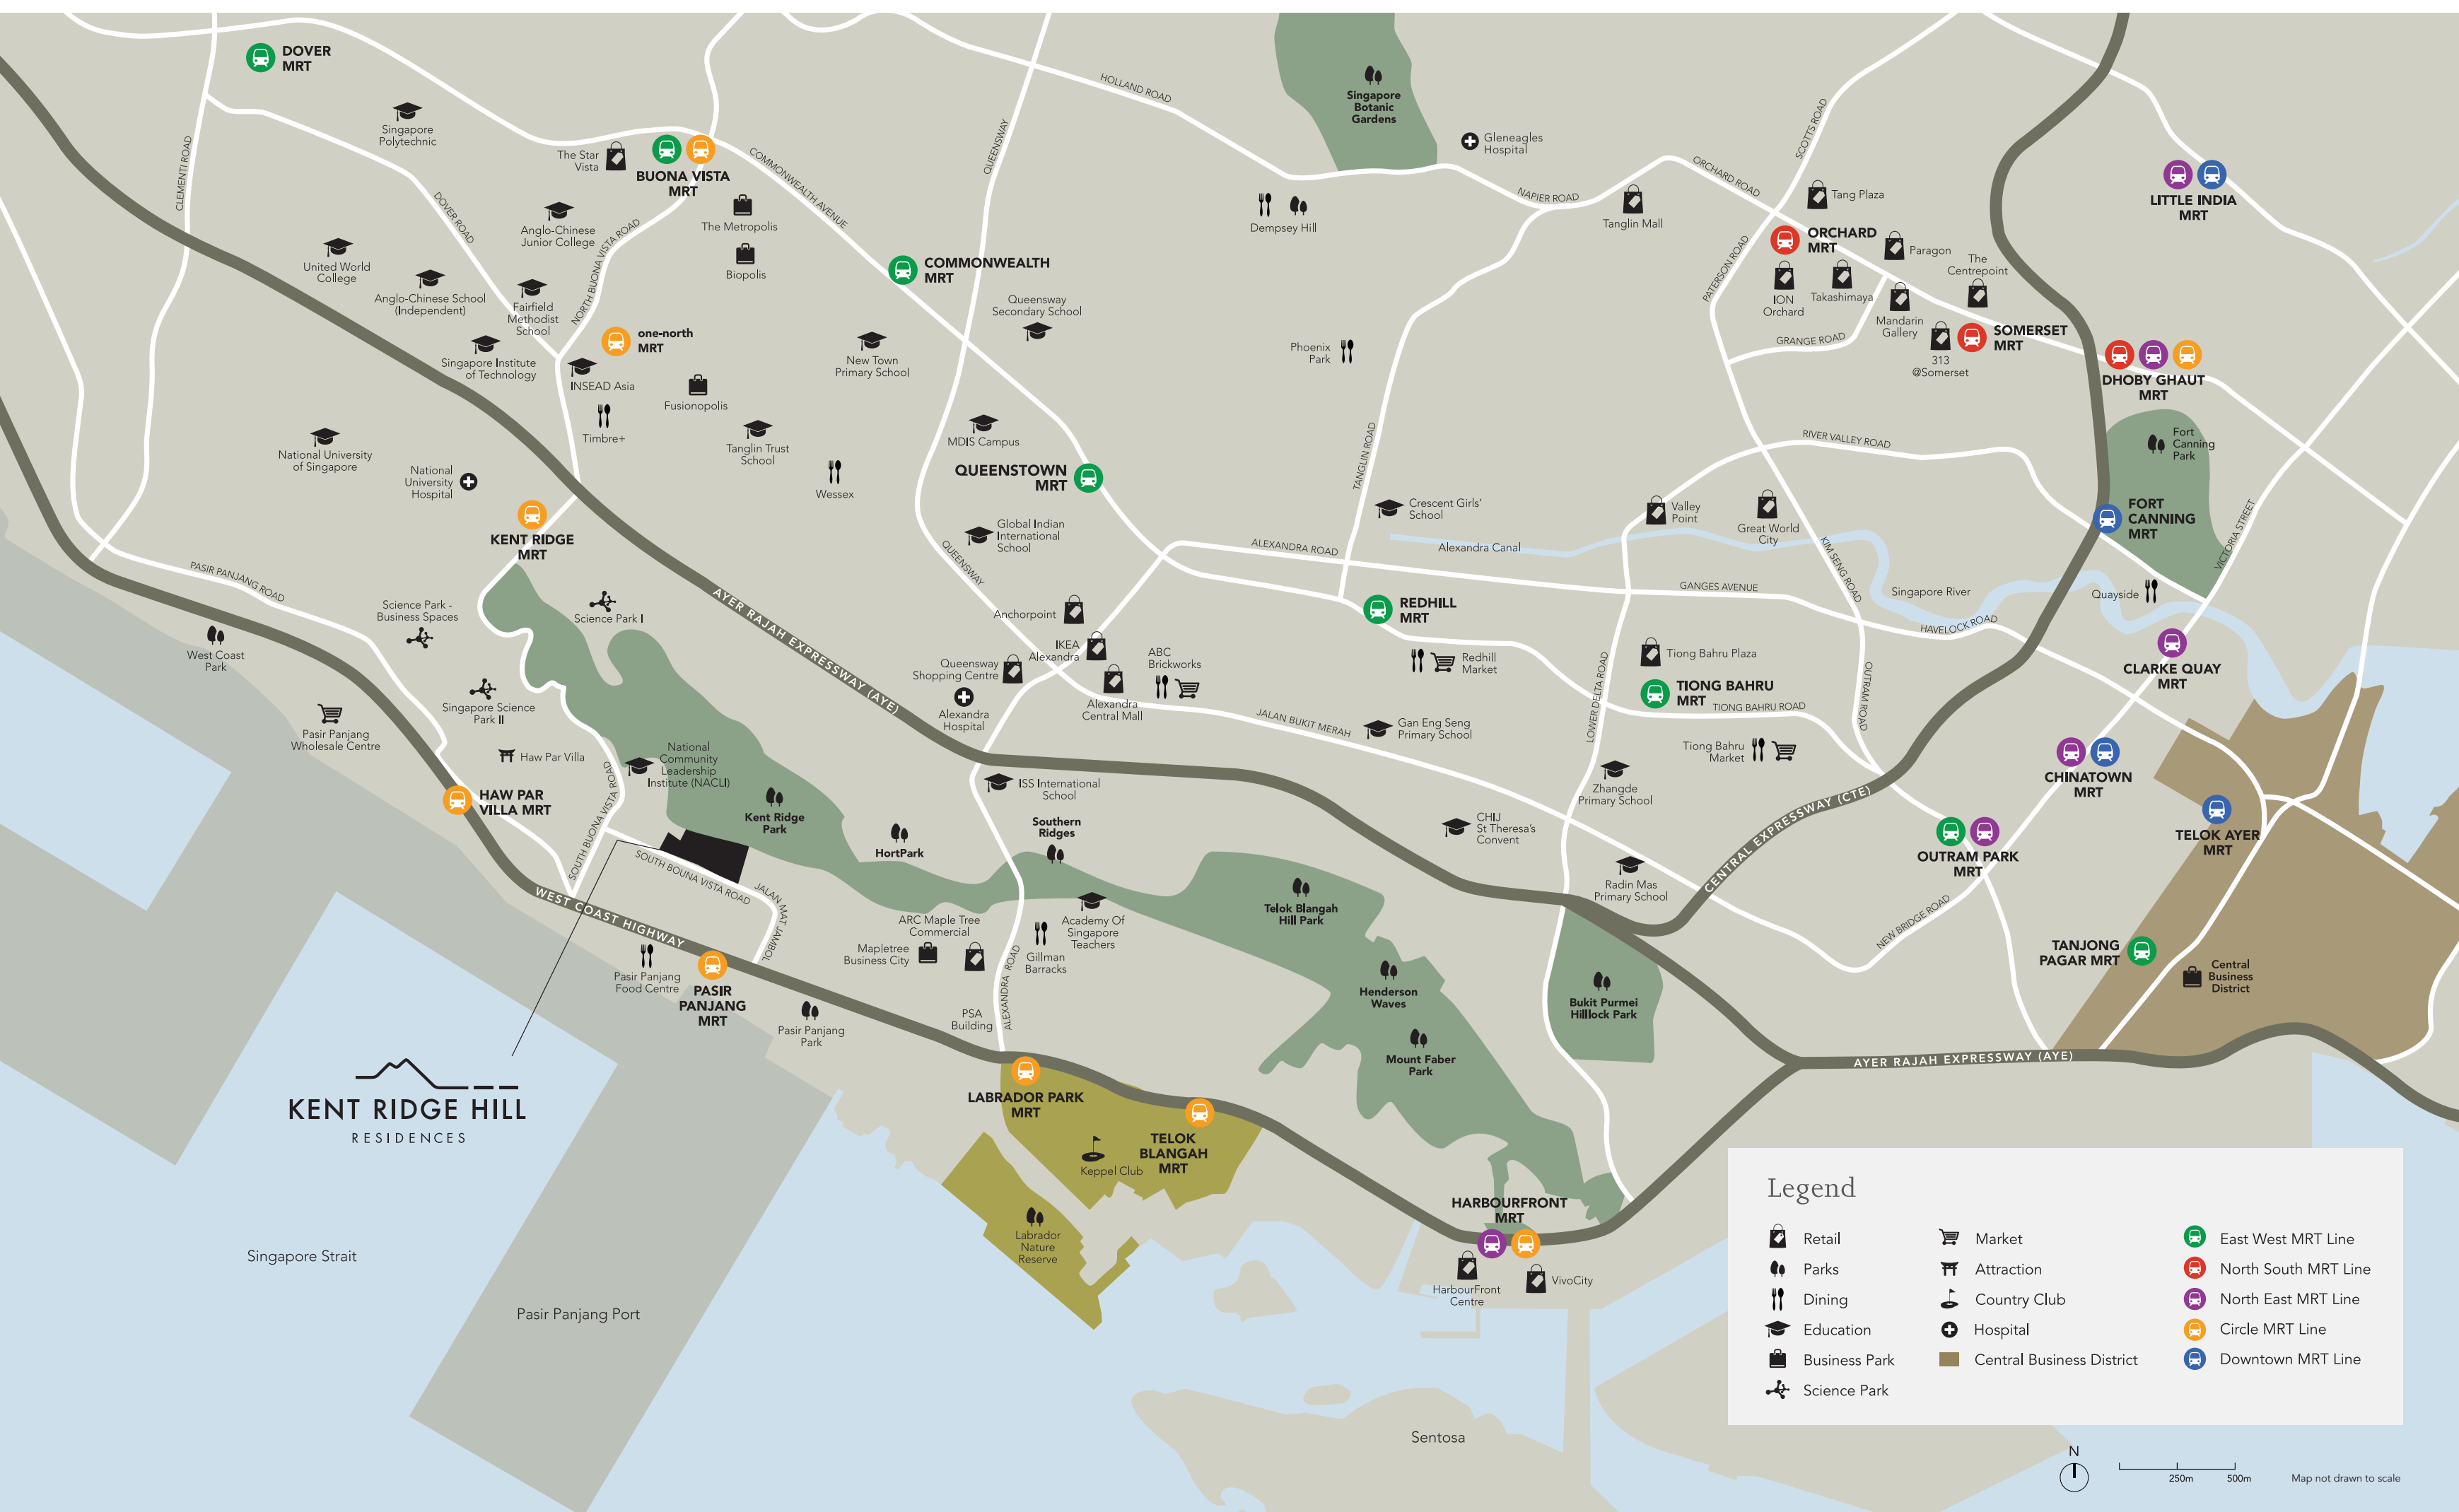 DOVER
MRT
Singapore
Polytechnic
The Star
Vista
BUONA VISTA
MRT
CLEMENTI ROAD
DOVER ROAD
COMMONWEALTH AVENUE
QUEENSWAY
HOLLAND ROAD
Singapore
Botanic
Gardens
Gleneagles
Hospital
NAPIER ROAD
ORCHARD ROAD
SCOTTS ROAD
Tanglin Mall
Tang Plaza
ORCHARD
MRT
Paragon
The
Centrepoint
LITTLE INDIA
MRT
Anglo-Chinese
Junior College
NORTH BUONA VISTA ROAD
The Metropolis
Biopolis
Dempsey Hill
PATERSON ROAD
ION
Orchard
Takashimaya
Mandarin
Gallery
313
@Somerset
SOMERSET
MRT
GRANGE ROAD
DHOBY GHAUT
MRT
United World
College
Anglo-Chinese School
(Independent)
Fairfield
Methodist
School
COMMONWEALTH
MRT
Queensway
Secondary School
one-north
MRT
Singapore Institute
of Technology
INSEAD Asia
Fusionopolis
Timbre+
New Town
Primary School
Phoenix
Park
National University
of Singapore
National
University
Hospital
Tanglin Trust
School
Wessex
MDIS Campus
QUEENSTOWN
MRT
TANGLIN ROAD
RIVER VALLEY ROAD
Fort
Canning
Park
KENT RIDGE
MRT
Global Indian
International
School
QUEENSWAY
Crescent Girls'
School
Alexandra Canal
ALEXANDRA ROAD
Valley
Point
Great World
City
KIM SENG ROAD
FORT
CANNING
MRT
VICTORIA STREET
GANGES AVENUE
Singapore River
Quayside
HAVELOCK ROAD
PASIR PANJANG ROAD
Science Park -
Business Spaces
Science Park I
AYER RAJAH EXPRESSWAY (AYE)
Anchorpoint
REDHILL
MRT
West Coast
Park
IKEA
Alexandra
ABC
Brickworks
Queensway
Shopping Centre
Redhill
Market
Tiong Bahru Plaza
CLARKE QUAY
MRT
Singapore Science
Park II
Alexandra
Hospital
Alexandra
Central Mall
JALAN BUKIT MERAH
Gan Eng Seng
Primary School
LOWER DELTA ROAD
TIONG BAHRU
MRT
TIONG BAHRU ROAD
OUTRAM ROAD
Pasir Panjang
Wholesale Centre
Haw Par Villa
National
Community
Leadership
Institute (NACLI)
Tiong Bahru
Market
CHINATOWN
MRT
HAW PAR
VILLA MRT
SOUTH BUONA VISTA ROAD
Kent Ridge
Park
ISS International
School
Zhangde
Primary School
CENTRAL EXPRESSWAY (CTE)
TELOK AYER
MRT
Southern
Ridges
HortPark
CHIJ
St Theresa's
Convent
OUTRAM PARK
MRT
SOUTH BOUNA VISTA ROAD
JALAN MAT JAMBOL
Radin Mas
Primary School
WEST COAST HIGHWAY
Telok Blangah
Hill Park
NEW BRIDGE ROAD
ARC Maple Tree
Commercial
Mapletree
Business City
Academy Of
Singapore
Teachers
Gillman
Barracks
ALEXANDRA ROAD
TANJONG
PAGAR MRT
Central
Business
District
Pasir Panjang
Food Centre
PASIR
PANJANG
MRT
Pasir Panjang
Park
PSA
Building
Henderson
Waves
Bukit Purmei
Hilllock Park
Mount Faber
Park
AYER RAJAH EXPRESSWAY (AYE)
KENT RIDGE HILL
RESIDENCES
LABRADOR PARK
MRT
TELOK
BLANGAH
MRT
Keppel Club
Labrador
Nature
Reserve
HARBOURFRONT
MRT
HarbourFront
Centre
VivoCity
Singapore Strait
Pasir Panjang Port
Sentosa
Legend
Retail
Parks
Dining
Education
Business Park
Science Park
Market
Attraction
Country Club
Hospital
Central Business District
East West MRT Line
North South MRT Line
North East MRT Line
Circle MRT Line
Downtown MRT Line
N
250m
500m
Map not drawn to scale